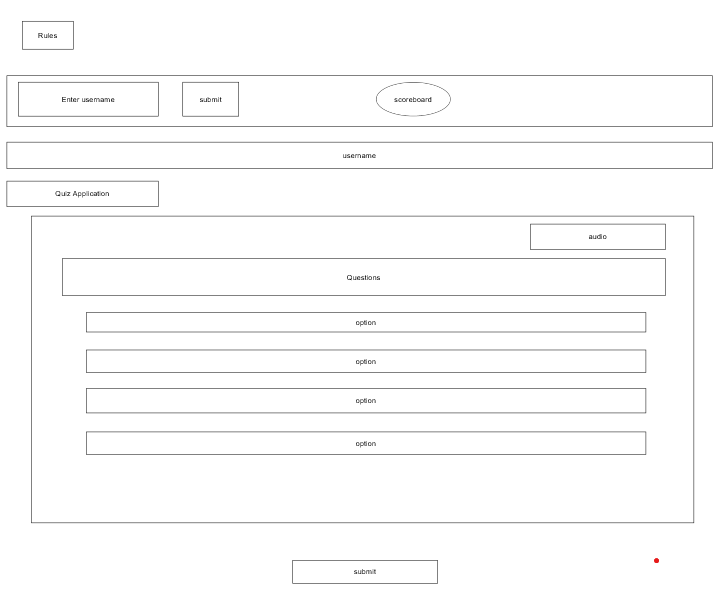 Rules
Enter username
submit
scoreboard
username
Quiz Application
audio
Questions
option
option
option
option
submit